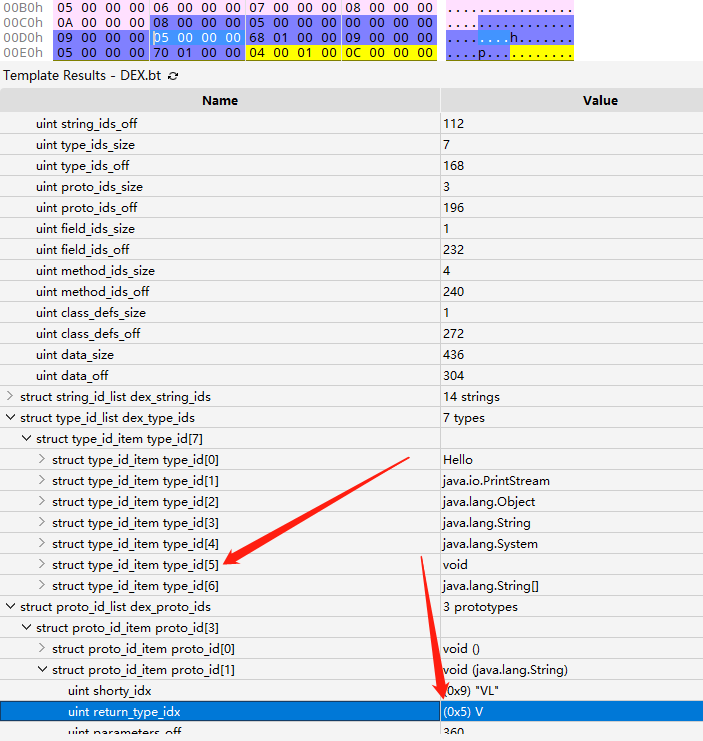 00B0h 05 00 00 00 06 00 00 00 07 00 00 00 08 00 00 00 ................
00C0h 0A 00 00 00 08 00 00 00 05 00 00 00 00 00 00 00 ................
00D0h 09 00 00 00 05 00 00 00 68 01 00 00 09 00 00 00 ........h.......
00E0h 05 00 00 00 70 01 00 00 04 00 01 00 0C 00 00 00 ....p...........
Template Results - DEX.bt
Name Value
uint string_ids_off 112
uint type_ids_size 7
uint type_ids_off 168
uint proto_ids_size 3
uint proto_ids_off 196
uint field_ids_size 1
uint field_ids_off 232
uint method_ids_size 4
uint method_ids_off 240
uint class_defs_size 1
uint class_defs_off 272
uint data_size 436
uint data_off 304
struct string_id_list dex_string_ids 14 strings
struct type_id_list dex_type_ids 7 types
struct type_id_item type_id[7]
struct type_id_item type_id[0] Hello
struct type_id_item type_id[1] java.io.PrintStream
struct type_id_item type_id[2] java.lang.Object
struct type_id_item type_id[3] java.lang.String
struct type_id_item type_id[4] java.lang.System
struct type_id_item type_id[5] void
struct type_id_item type_id[6] java.lang.String[]
struct proto_id_list dex_proto_ids 3 prototypes
struct proto_id_item proto_id[3]
struct proto_id_item proto_id[0] void ()
struct proto_id_item proto_id[1] void (java.lang.String)
uint shorty_idx (0x9) "VL"
uint return_type_idx (0x5) V
uint parameters_off 360